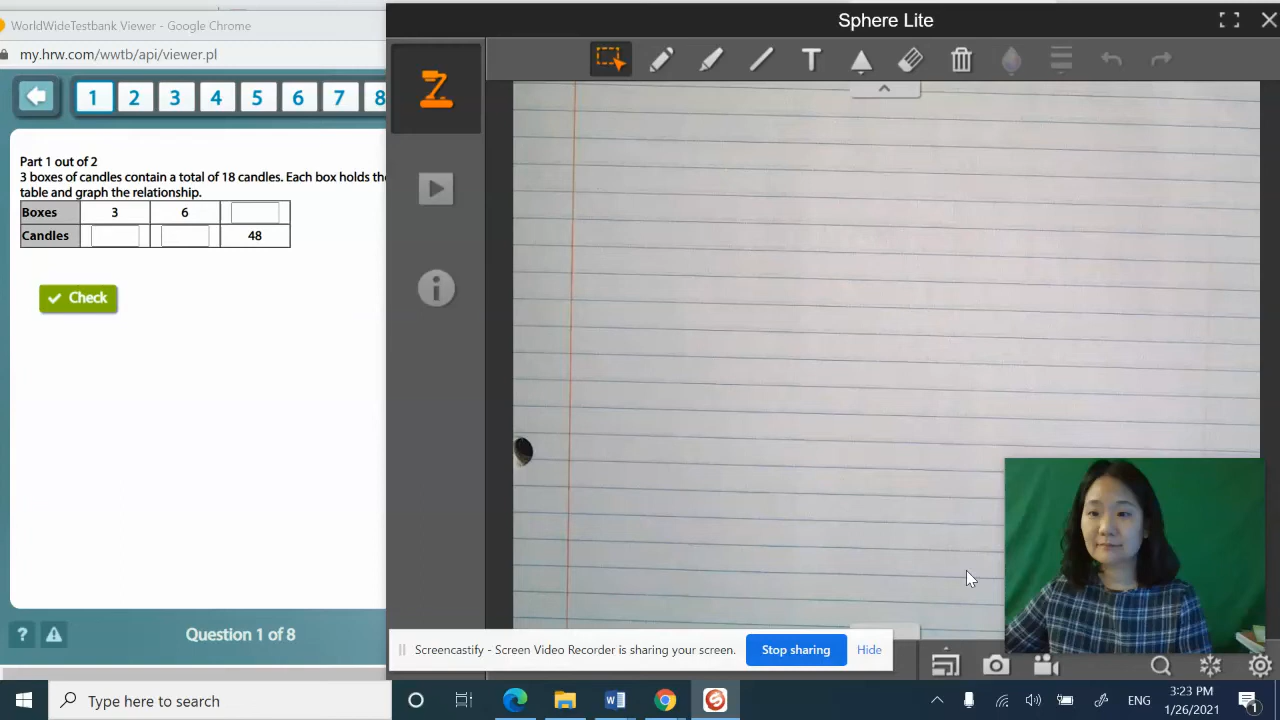 WorldWideTestbank Viewer - Google Chrome
my.hrw.com/wwtb/api/viewer.pl
1 2 3 4 5 6 7 8
Part 1 out of 2
3 boxes of candles contain a total of 18 candles. Each box holds the
table and graph the relationship.
Boxes 3 6
Candles 48
Check
? Question 1 of 8
Sphere Lite
T
Screencastify - Screen Video Recorder is sharing your screen. Stop sharing Hide
Type here to search
ENG
3:23 PM
1/26/2021
1